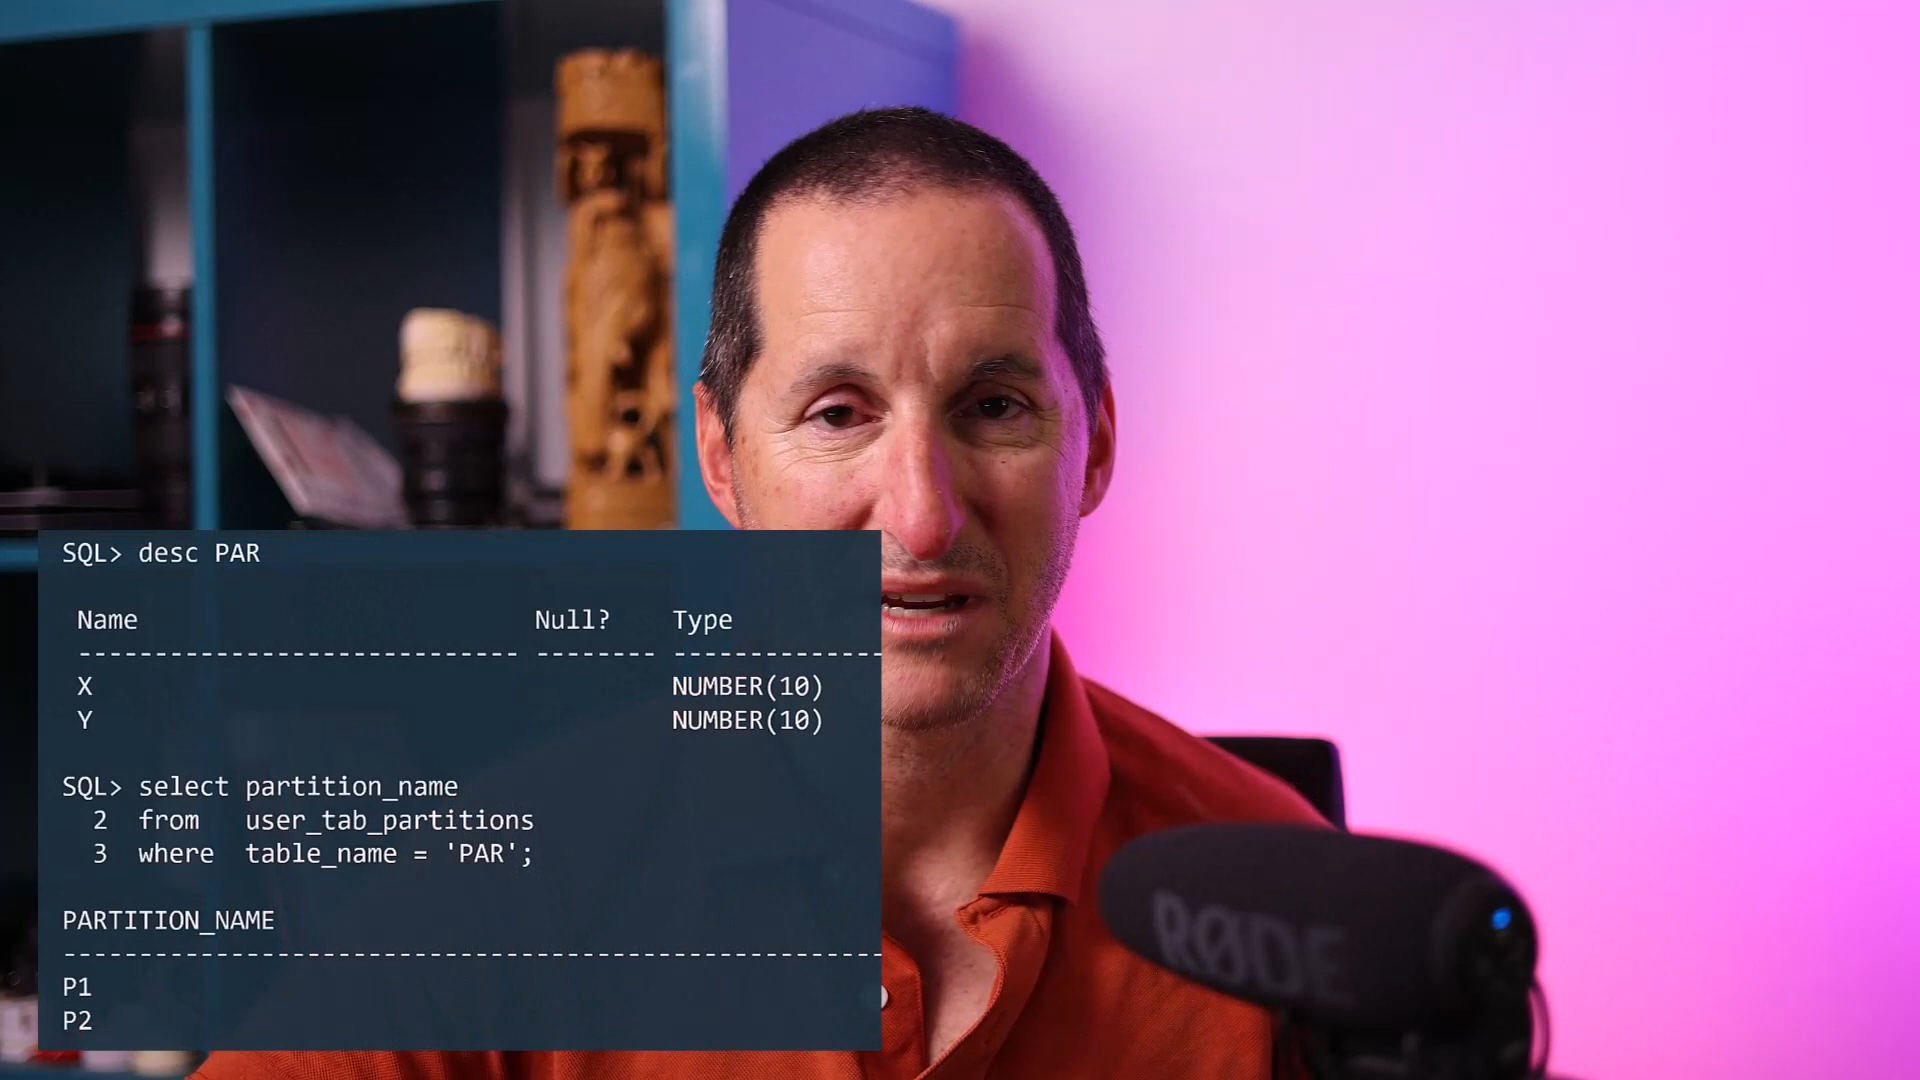 SQL> desc PAR
Name Null? Type
---------------------------- -------- --------------
X NUMBER(10)
Y NUMBER(10)
SQL> select partition_name
2 from user_tab_partitions
3 where table_name = 'PAR';
PARTITION_NAME
------------------------------------------------------
P1
P2
RØDE